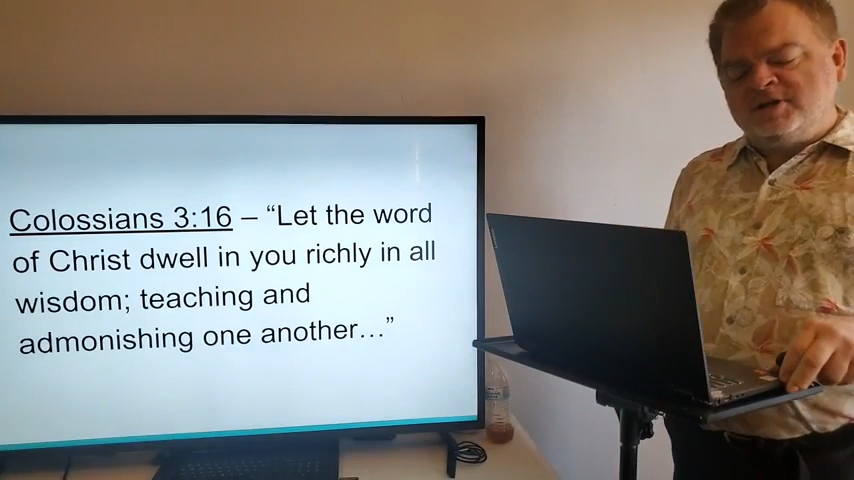 Colossians 3:16 – “Let the word
of Christ dwell in you richly in all
wisdom; teaching and
admonishing one another…”